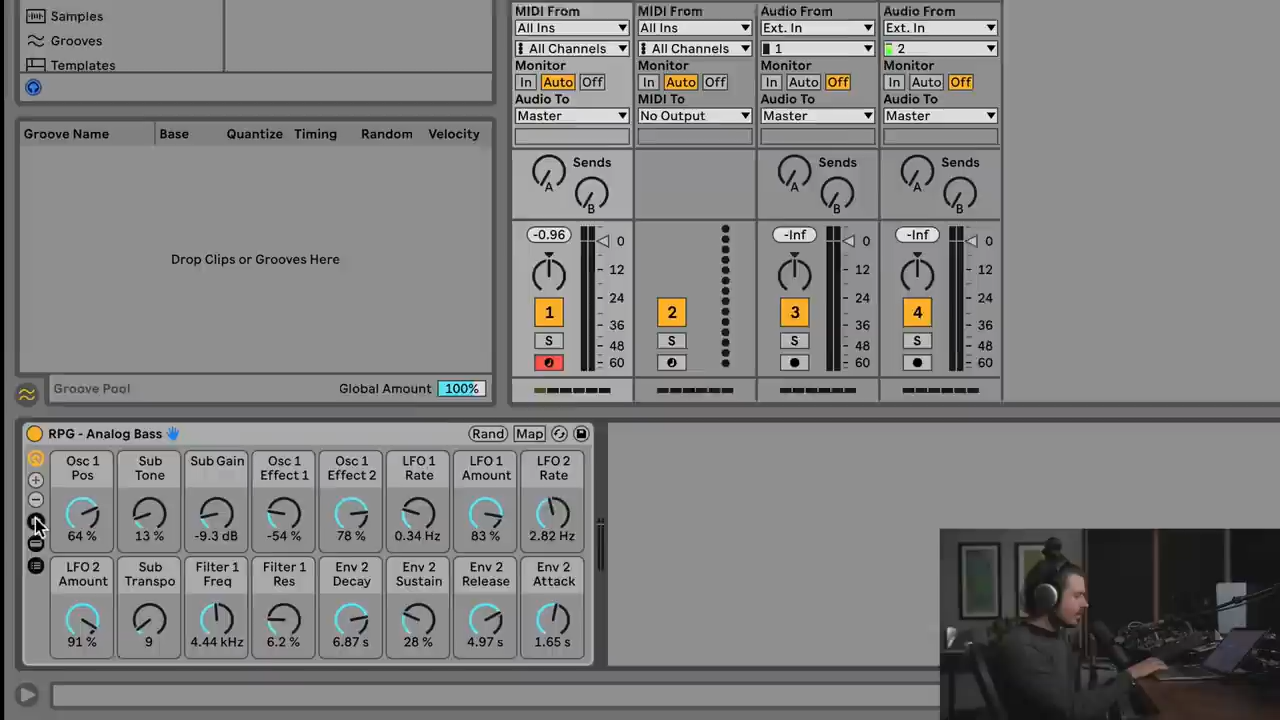 Samples
Grooves
Templates
MIDI From
All Ins
All Channels
Monitor
In Auto Off
Audio To
Master
Sends
A
B
-0.96
0
12
24
36
48
60
1
S
MIDI From
All Ins
All Channels
Monitor
In Auto Off
MIDI To
No Output
2
S
Audio From
Ext. In
1
Monitor
In Auto Off
Audio To
Master
Sends
A
B
-Inf
0
12
24
36
48
60
3
S
Audio From
Ext. In
2
Monitor
In Auto Off
Audio To
Master
Sends
A
B
-Inf
0
12
24
36
48
60
4
S
Groove Name Base Quantize Timing Random Velocity
Drop Clips or Grooves Here
Groove Pool Global Amount 100%
RPG - Analog Bass Rand Map
Osc 1
Pos
64 %
Sub
Tone
13 %
Sub Gain
-9.3 dB
Osc 1
Effect 1
-54 %
Osc 1
Effect 2
78 %
LFO 1
Rate
0.34 Hz
LFO 1
Amount
83 %
LFO 2
Rate
2.82 Hz
LFO 2
Amount
91 %
Sub
Transpo
9
Filter 1
Freq
4.44 kHz
Filter 1
Res
6.2 %
Env 2
Decay
6.87 s
Env 2
Sustain
28 %
Env 2
Release
4.97 s
Env 2
Attack
1.65 s